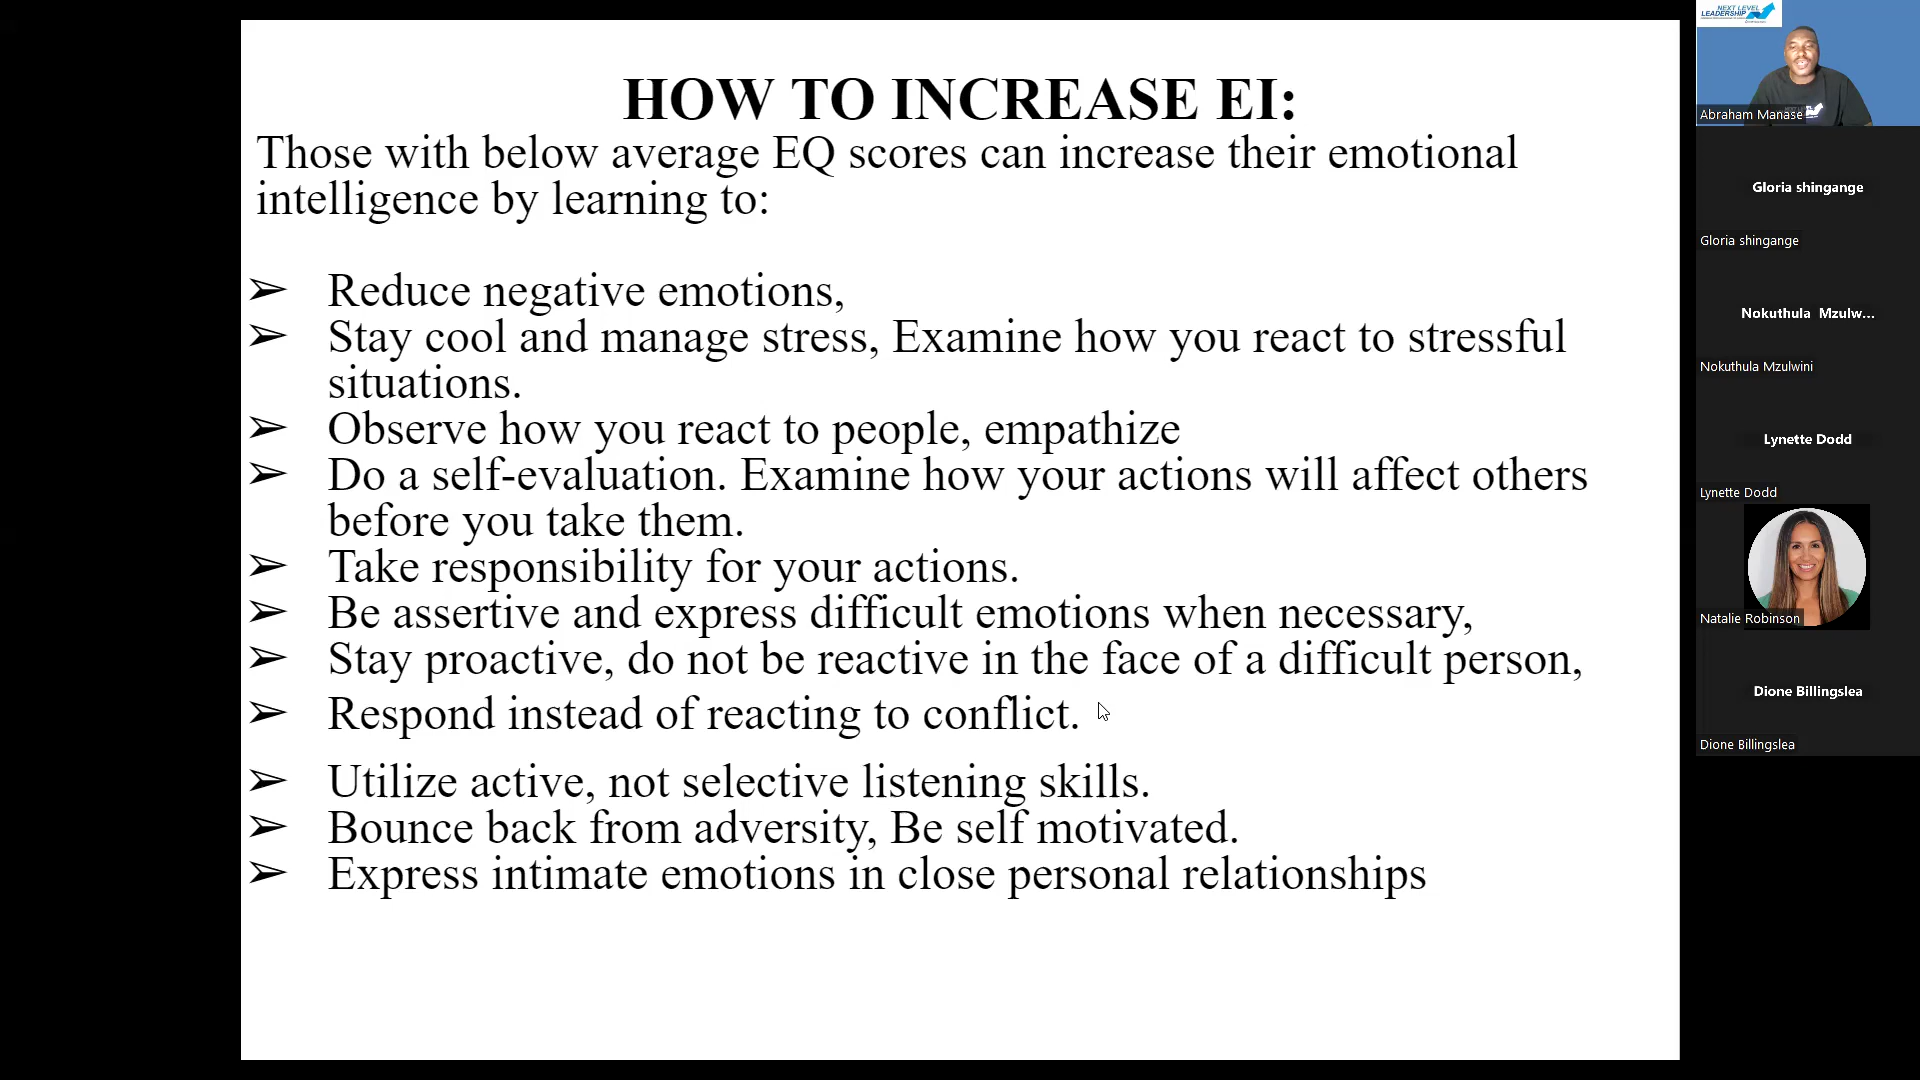 HOW TO INCREASE EI:
Those with below average EQ scores can increase their emotional
intelligence by learning to:
➢ Reduce negative emotions,
➢ Stay cool and manage stress, Examine how you react to stressful
situations.
➢ Observe how you react to people, empathize
➢ Do a self-evaluation. Examine how your actions will affect others
before you take them.
➢ Take responsibility for your actions.
➢ Be assertive and express difficult emotions when necessary,
➢ Stay proactive, do not be reactive in the face of a difficult person,
➢ Respond instead of reacting to conflict.
➢ Utilize active, not selective listening skills.
➢ Bounce back from adversity, Be self motivated.
➢ Express intimate emotions in close personal relationships
NEXT LEVEL
LEADERSHIP
Abraham Manase
Gloria shingange
Gloria shingange
Nokuthula Mzulw...
Nokuthula Mzulwini
Lynette Dodd
Lynette Dodd
Natalie Robinson
Dione Billingslea
Dione Billingslea